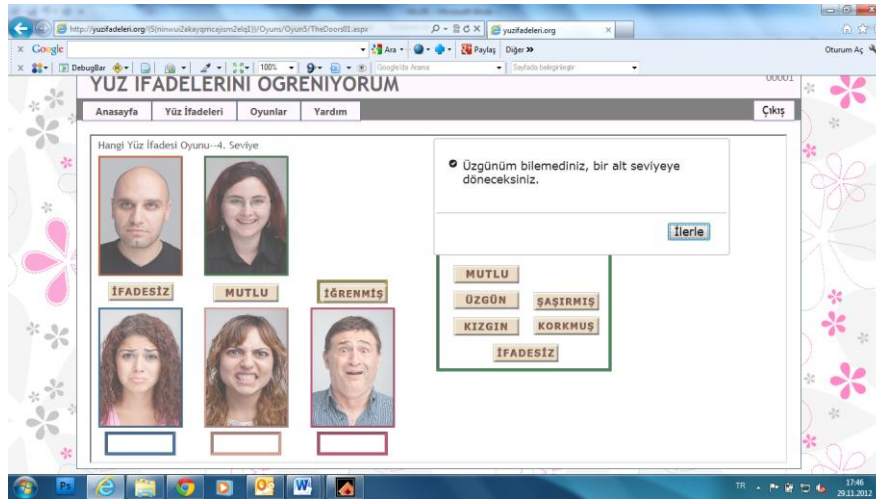 http://yuzifadeleri.org/(S(ninwui2akayqmcajism2elq1))/Oyuns/Oyun5/TheDoorsll1.aspx
yuzifadeleri.org
x Google
Ara
Paylaş
Diğer »
Oturum Aç
x
DebugBar
100%
Google'da Arama
Sayfada belirginleştir
YÜZ İFADELERİNİ ÖĞRENİYORUM
00001
Anasayfa
Yüz İfadeleri
Oyunlar
Yardım
Çıkış
Hangi Yüz İfadesi Oyunu--4. Seviye
Üzgünüm bilemediniz, bir alt seviyeye
döneceksiniz.
İlerle
MUTLU
İFADESİZ
MUTLU
İĞRENMİŞ
ÜZGÜN
ŞAŞIRMIŞ
KIZGIN
KORKMUŞ
İFADESİZ
Ps
TR
17:46
29.11.2012